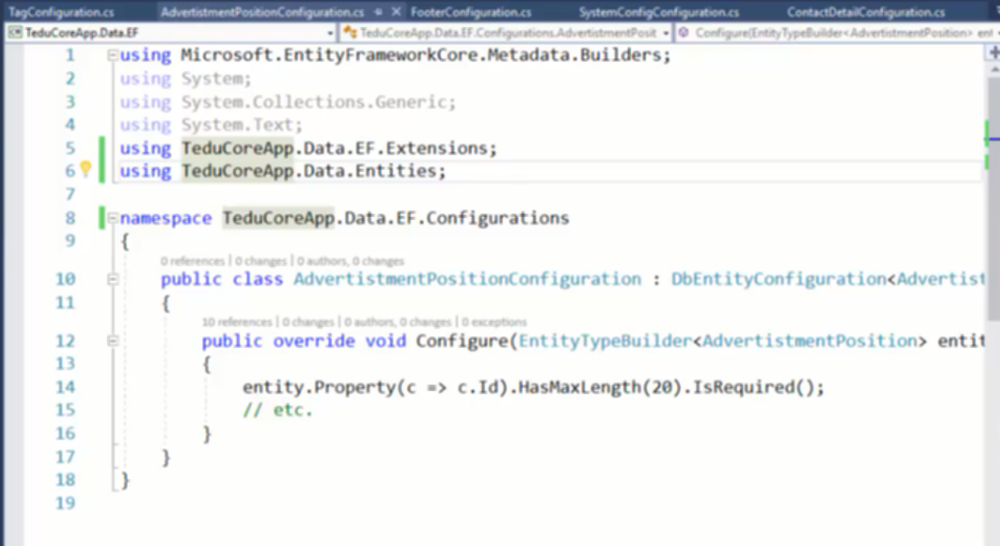 TagConfiguration.cs AdvertistmentPositionConfiguration.cs FooterConfiguration.cs SystemConfigConfiguration.cs ContactDetailConfiguration.cs
TeduCoreApp.Data.EF TeduCoreApp.Data.EF.Configurations.AdvertistmentPosit Configure(EntityTypeBuilder<AdvertistmentPosition> enti
1 using Microsoft.EntityFrameworkCore.Metadata.Builders;
2 using System;
3 using System.Collections.Generic;
4 using System.Text;
5 using TeduCoreApp.Data.EF.Extensions;
6 using TeduCoreApp.Data.Entities;
7
8 namespace TeduCoreApp.Data.EF.Configurations
9 {
0 references | 0 changes | 0 authors, 0 changes
10 public class AdvertistmentPositionConfiguration : DbEntityConfiguration<Advertist
11 {
10 references | 0 changes | 0 authors, 0 changes | 0 exceptions
12 public override void Configure(EntityTypeBuilder<AdvertistmentPosition> entit
13 {
14 entity.Property(c => c.Id).HasMaxLength(20).IsRequired();
15 // etc.
16 }
17 }
18 }
19